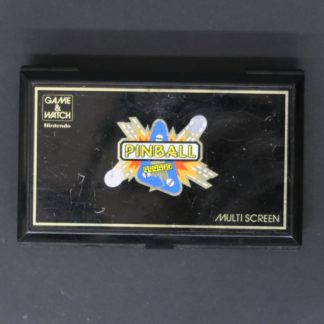 GAME &
WATCH
Nintendo
PINBALL
MULTI SCREEN